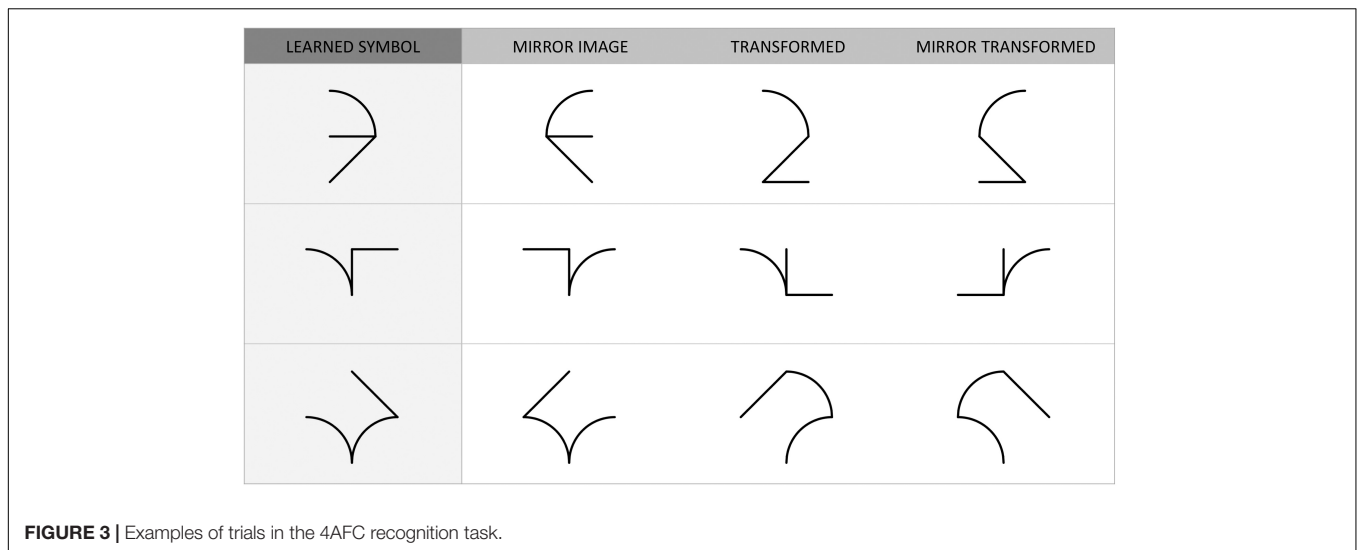 LEARNED SYMBOL MIRROR IMAGE TRANSFORMED MIRROR TRANSFORMED
FIGURE 3 | Examples of trials in the 4AFC recognition task.